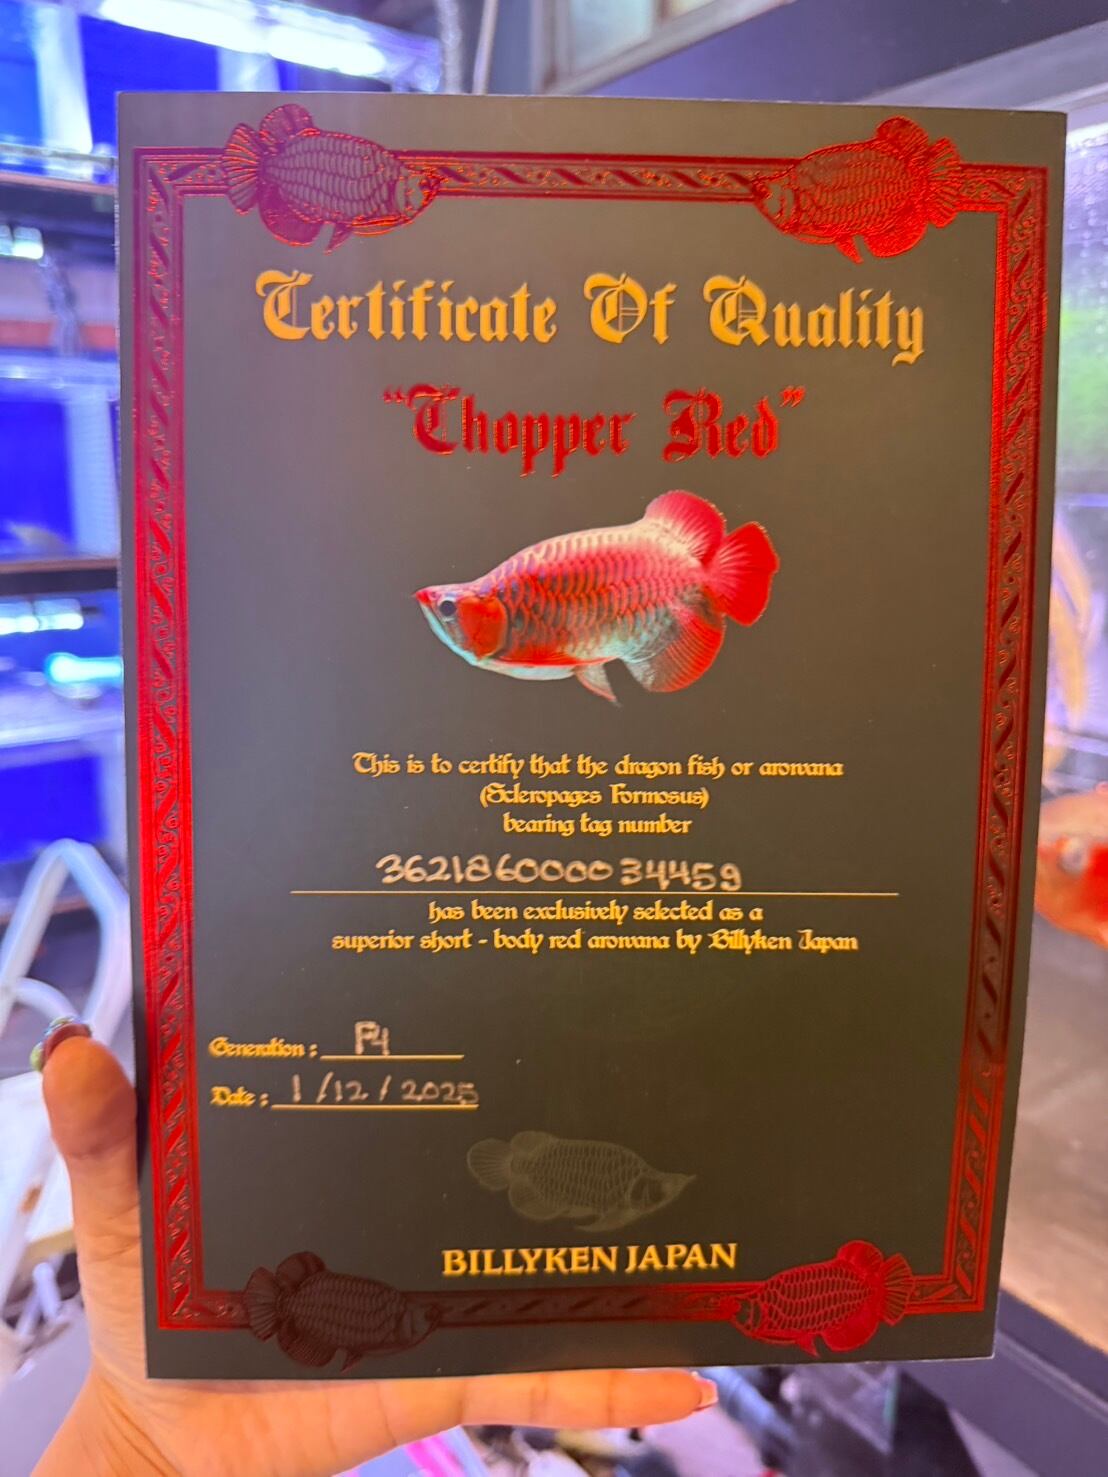 Certificate Of Quality
“Chopper Red”
This is to certify that the dragon fish or arowana
(Scleropages Formosus)
bearing tag number
362186000034459
has been exclusively selected as a
superior short - body red arowana by Billyken Japan
Generation : F4
Date : 1 / 12 / 2025
BILLYKEN JAPAN